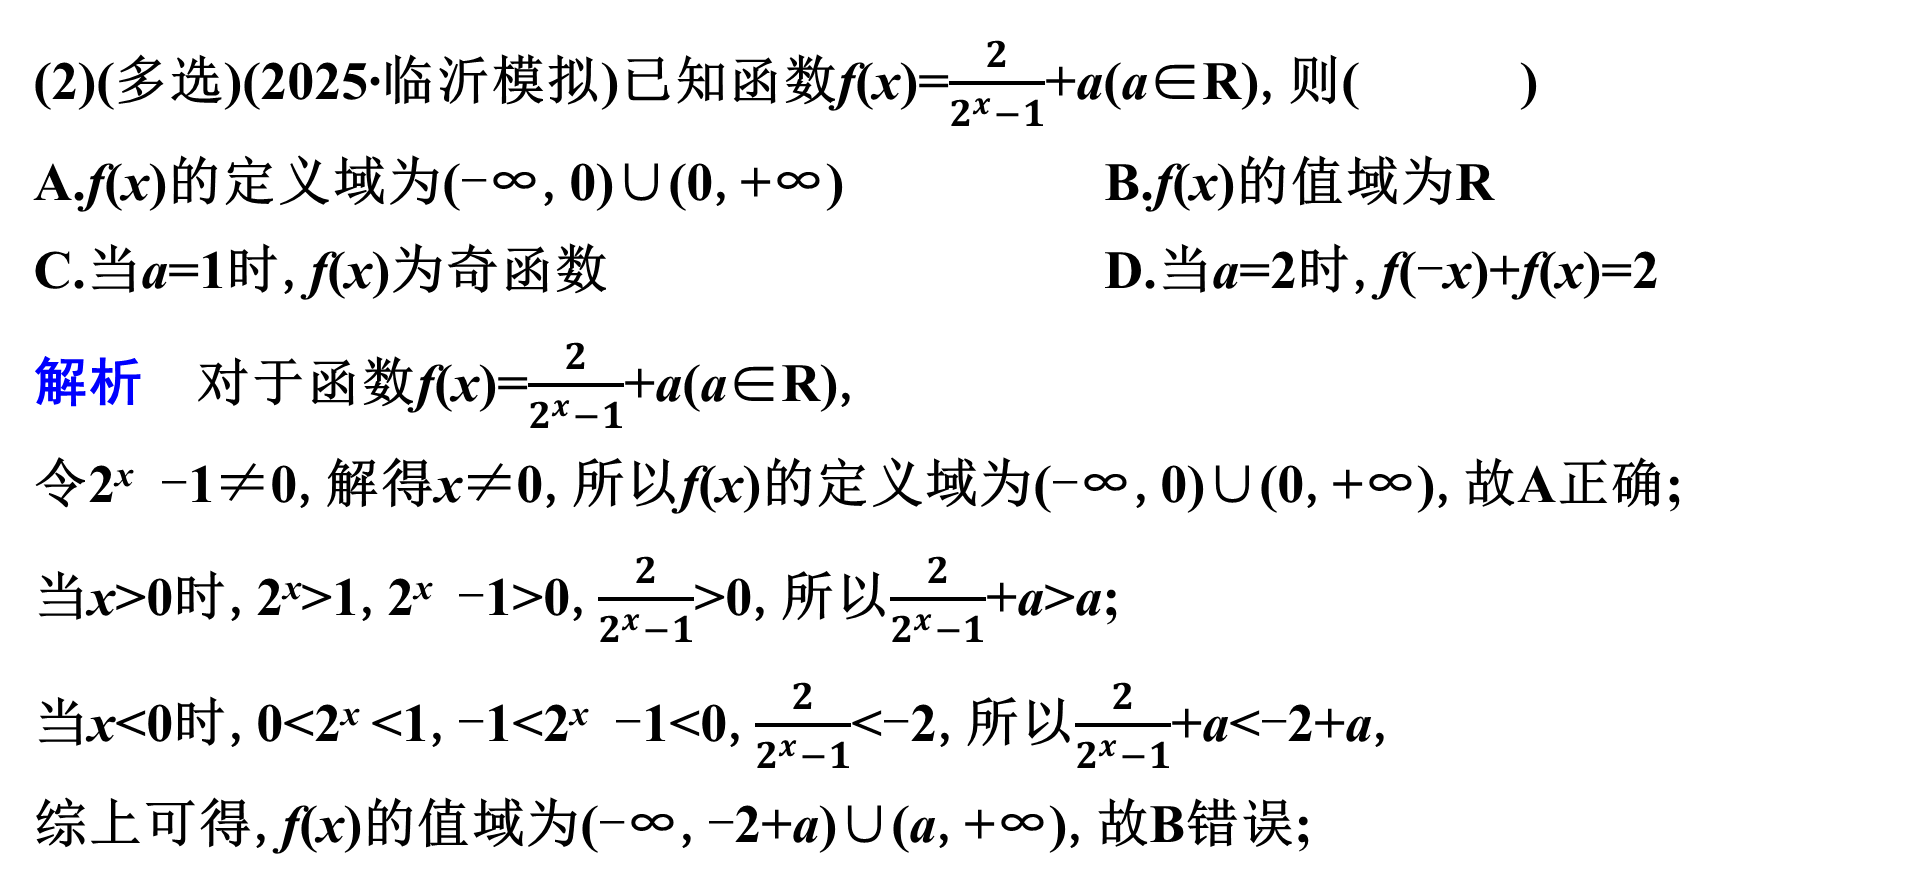 (2)(多选)(2025·临沂模拟)已知函数f(x)=\frac{2}{2^x-1}+a(a∈R), 则(      )
A.f(x)的定义域为(-∞, 0)∪(0, +∞)      B.f(x)的值域为R
C.当a=1时, f(x)为奇函数      D.当a=2时, f(-x)+f(x)=2
解析 对于函数f(x)=\frac{2}{2^x-1}+a(a∈R),
令2^x -1≠0, 解得x≠0, 所以f(x)的定义域为(-∞, 0)∪(0, +∞), 故A正确;
当x>0时, 2^x>1, 2^x -1>0, \frac{2}{2^x-1}>0, 所以\frac{2}{2^x-1}+a>a;
当x<0时, 0<2^x <1, -1<2^x -1<0, \frac{2}{2^x-1}<-2, 所以\frac{2}{2^x-1}+a<-2+a,
综上可得, f(x)的值域为(-∞, -2+a)∪(a, +∞), 故B错误;